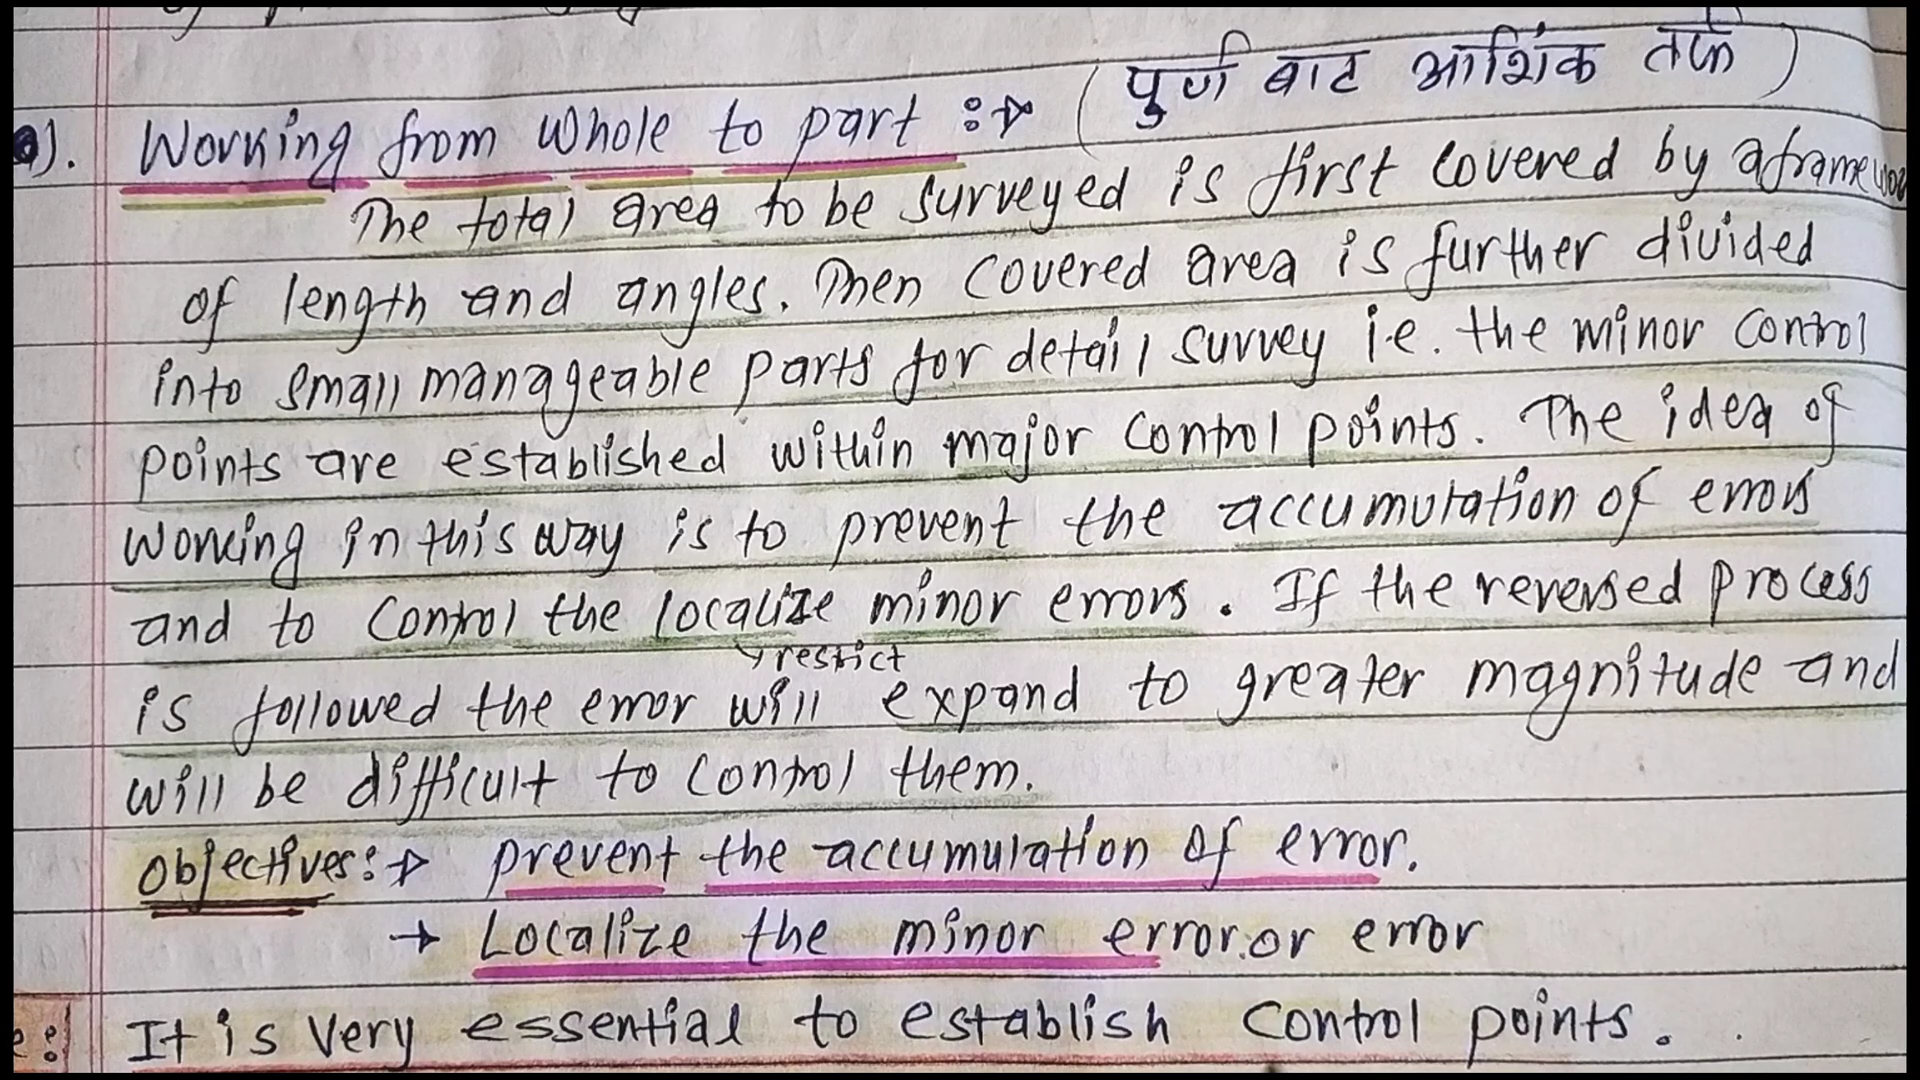 a). Working from whole to part :→ (पुर्ण बाट आशिंक तर्फ)
The total area to be surveyed is first covered by a
of length and angles. Then covered area is further divided
into small manageable parts for detail survey i.e. the minor control
points are established within major control points. The idea of
working in this way is to prevent the accumulation of errors
and to control the localize minor errors. If the reversed process
→ restrict
is followed the error will expand to greater magnitude and
will be difficult to control them.
Objectives:→ prevent the accumulation of error.
→ Localize the minor error.or error
It is very essential to establish control points.